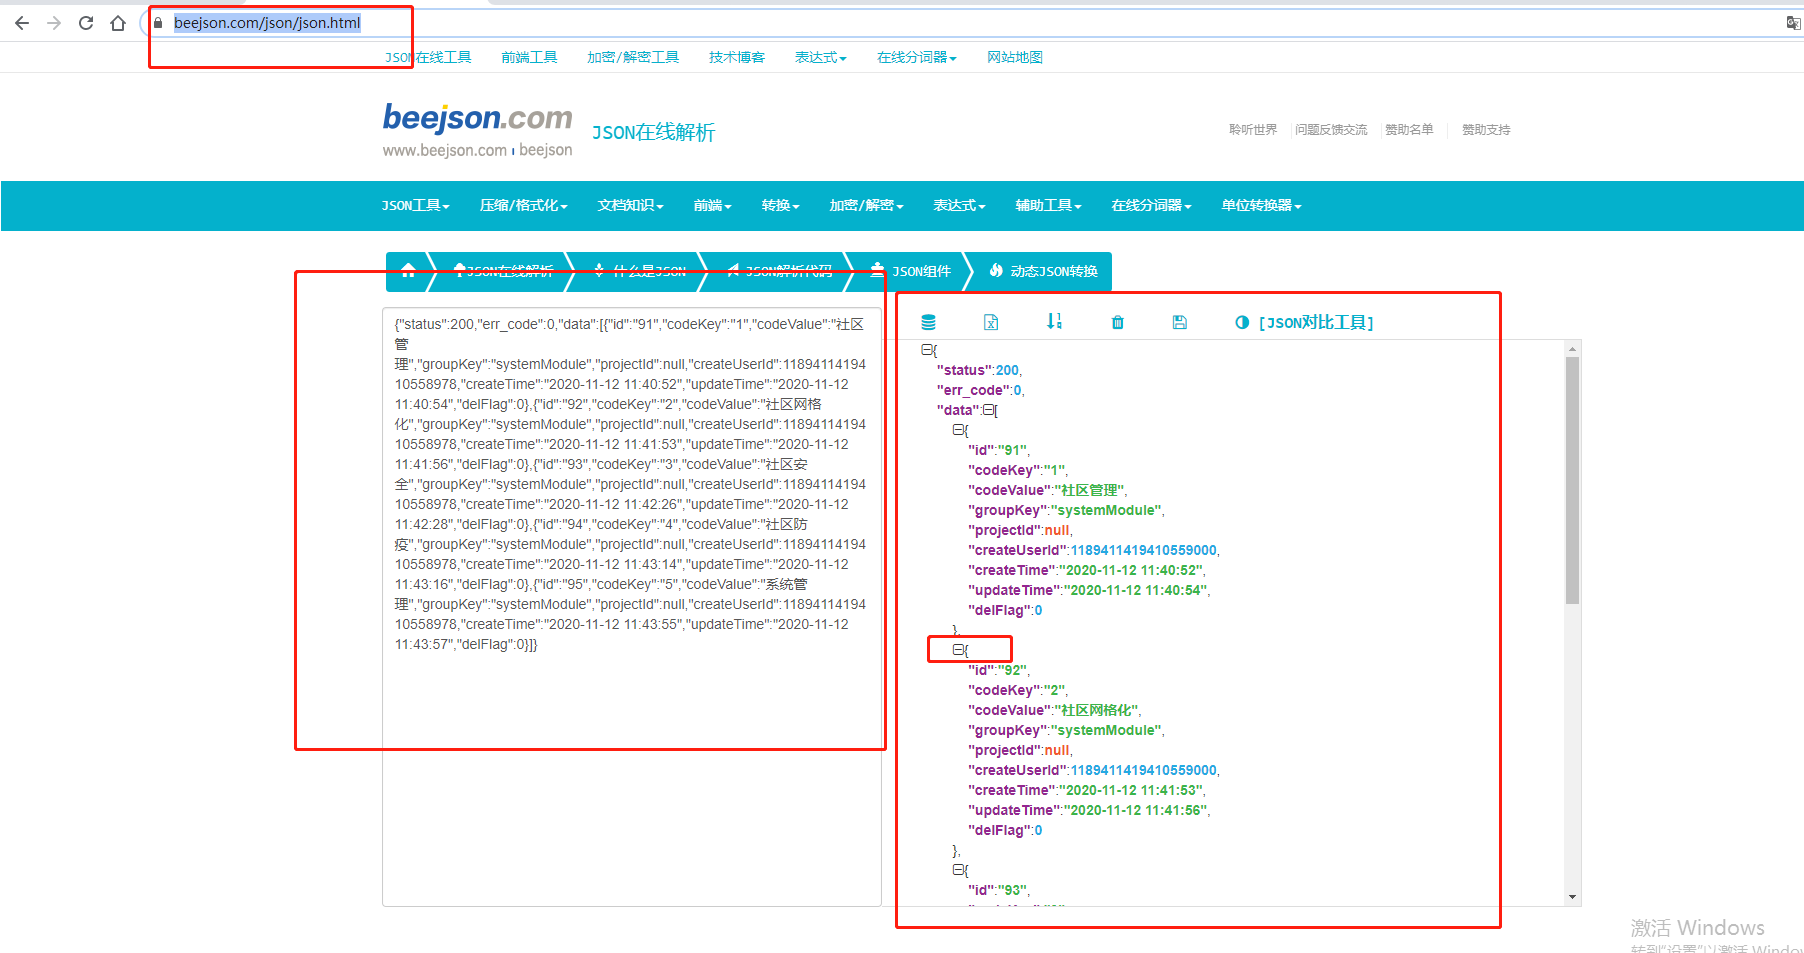 beejson.com/json/json.html
JSON在线工具 前端工具 加密/解密工具 技术博客 表达式 在线分词器 网站地图
beejson.com
www.beejson.com beejson
JSON在线解析
聆听世界 问题反馈交流 赞助名单 赞助支持
JSON工具 压缩/格式化 文档知识 前端 转换 加密/解密 表达式 辅助工具 在线分词器 单位转换器
JSON在线解析 什么是JSON JSON解析代码 JSON组件 动态JSON转换
{"status":200,"err_code":0,"data":[{"id":"91","codeKey":"1","codeValue":"社区
管
理","groupKey":"systemModule","projectId":null,"createUserId":11894114194
10558978,"createTime":"2020-11-12 11:40:52","updateTime":"2020-11-12
11:40:54","delFlag":0},{"id":"92","codeKey":"2","codeValue":"社区网格
化","groupKey":"systemModule","projectId":null,"createUserId":11894114194
10558978,"createTime":"2020-11-12 11:41:53","updateTime":"2020-11-12
11:41:56","delFlag":0},{"id":"93","codeKey":"3","codeValue":"社区安
全","groupKey":"systemModule","projectId":null,"createUserId":11894114194
10558978,"createTime":"2020-11-12 11:42:26","updateTime":"2020-11-12
11:42:28","delFlag":0},{"id":"94","codeKey":"4","codeValue":"社区防
疫","groupKey":"systemModule","projectId":null,"createUserId":11894114194
10558978,"createTime":"2020-11-12 11:43:14","updateTime":"2020-11-12
11:43:16","delFlag":0},{"id":"95","codeKey":"5","codeValue":"系统管
理","groupKey":"systemModule","projectId":null,"createUserId":11894114194
10558978,"createTime":"2020-11-12 11:43:55","updateTime":"2020-11-12
11:43:57","delFlag":0}]}
[JSON对比工具]
{
"status":200,
"err_code":0,
"data":[
{
"id":"91",
"codeKey":"1",
"codeValue":"社区管理",
"groupKey":"systemModule",
"projectId":null,
"createUserId":1189411419410559000,
"createTime":"2020-11-12 11:40:52",
"updateTime":"2020-11-12 11:40:54",
"delFlag":0
},
{
"id":"92",
"codeKey":"2",
"codeValue":"社区网格化",
"groupKey":"systemModule",
"projectId":null,
"createUserId":1189411419410559000,
"createTime":"2020-11-12 11:41:53",
"updateTime":"2020-11-12 11:41:56",
"delFlag":0
},
{
"id":"93",
激活 Windows
转到"设置"以激活 Window